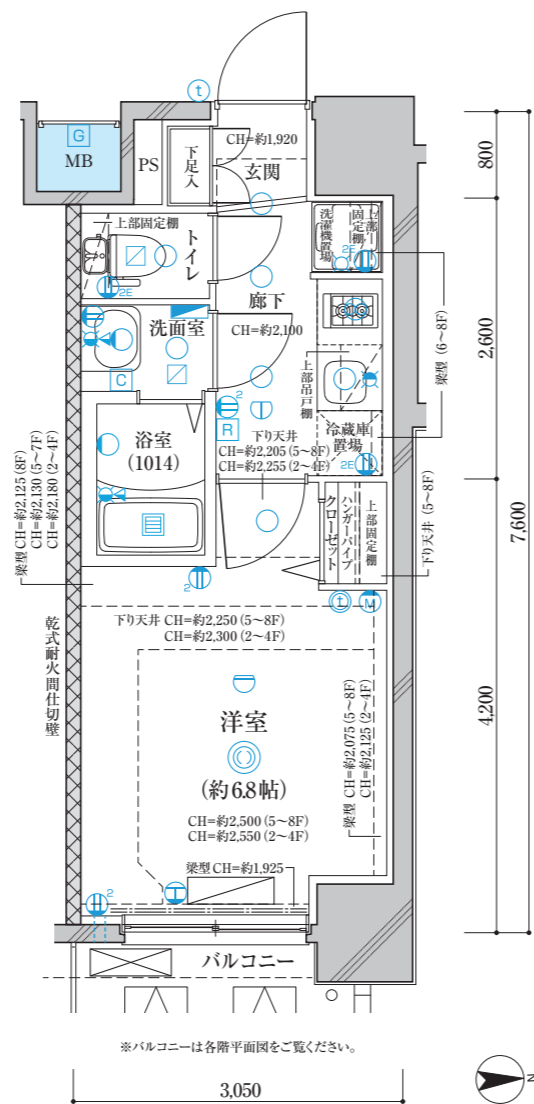 t
G
MB
PS
下足入
CH=約1,920
玄関
800
上部固定棚
トイレ
2E
洗濯機置場
上部固定棚
2E
廊下
CH=約2,100
洗面室
C
上部吊戸棚
梁型 (6~8F)
2,600
2
R
浴室
(1014)
下り天井
CH=約2,205 (5~8F)
CH=約2,255 (2~4F)
冷蔵庫置場
2E
梁型 CH=約2,125 (8F)
CH=約2,130 (5~7F)
CH=約2,180 (2~4F)
クローゼット
ハンガーパイプ
上部固定棚
下り天井 (5~8F)
7,600
2
t
M
下り天井 CH=約2,250 (5~8F)
CH=約2,300 (2~4F)
乾式耐火間仕切壁
洋室
(約6.8帖)
CH=約2,500 (5~8F)
CH=約2,550 (2~4F)
梁型 CH=約2,075 (5~8F)
CH=約2,125 (2~4F)
4,200
梁型 CH=約1,925
2
バルコニー
※バルコニーは各階平面図をご覧ください。
3,050
N